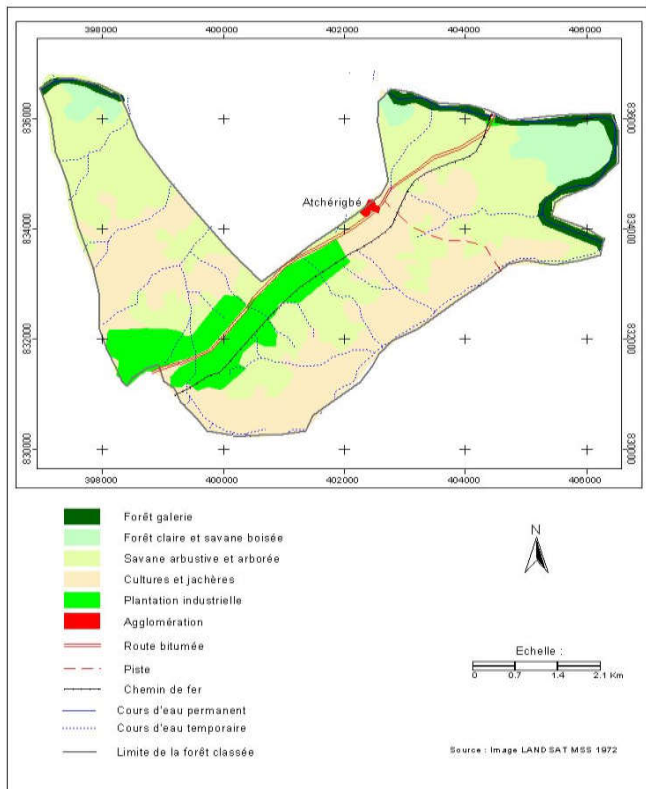 398000 400000 402000 404000 406000
836000 836000
Atchérigbé
834000 834000
832000 832000
830000 830000
398000 400000 402000 404000 406000
Forêt galerie
Forêt claire et savane boisée
Savane arbustive et arborée
Cultures et jachères
Plantation industrielle
Agglomération
Route bitumée
Piste
Chemin de fer
Cours d'eau permanent
Cours d'eau temporaire
Limite de la forêt classée
N
Echelle :
0 0.7 1.4 2.1 Km
Source : Image LANDSAT MSS 1972